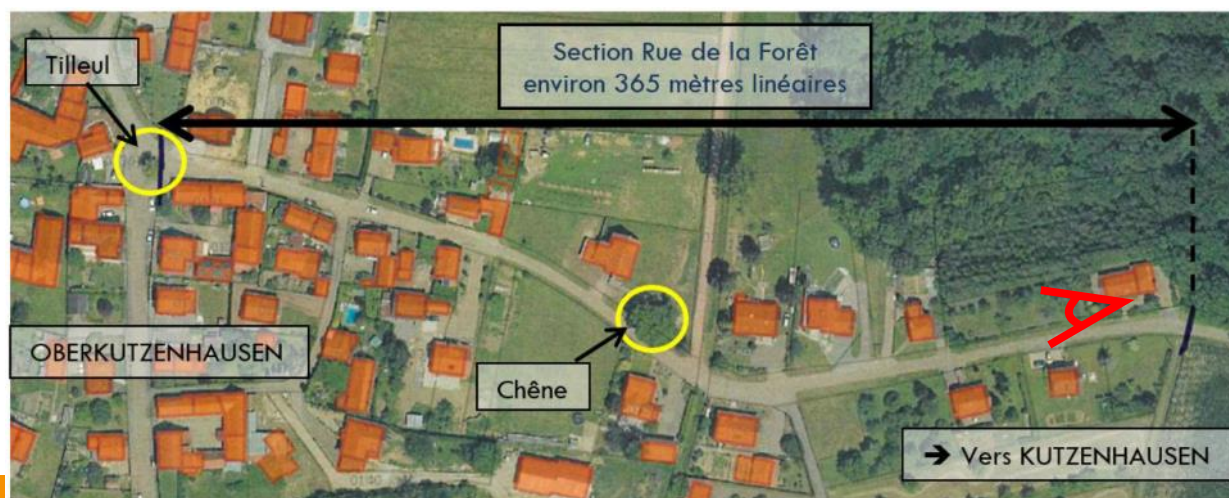 Tilleul
Section Rue de la Forêt
environ 365 mètres linéaires
OBERKUTZENHAUSEN
Chêne
➔ Vers KUTZENHAUSEN